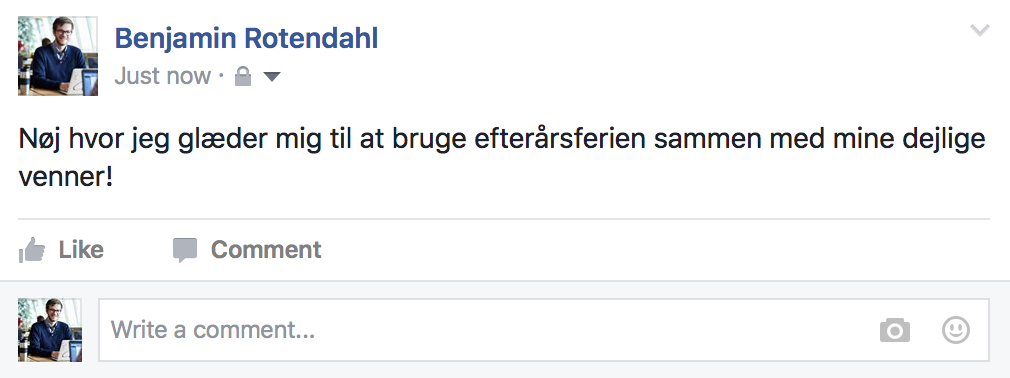 Benjamin Rotendahl
Just now ·
Nøj hvor jeg glæder mig til at bruge efterårsferien sammen med mine dejlige
venner!
Like Comment
Write a comment...